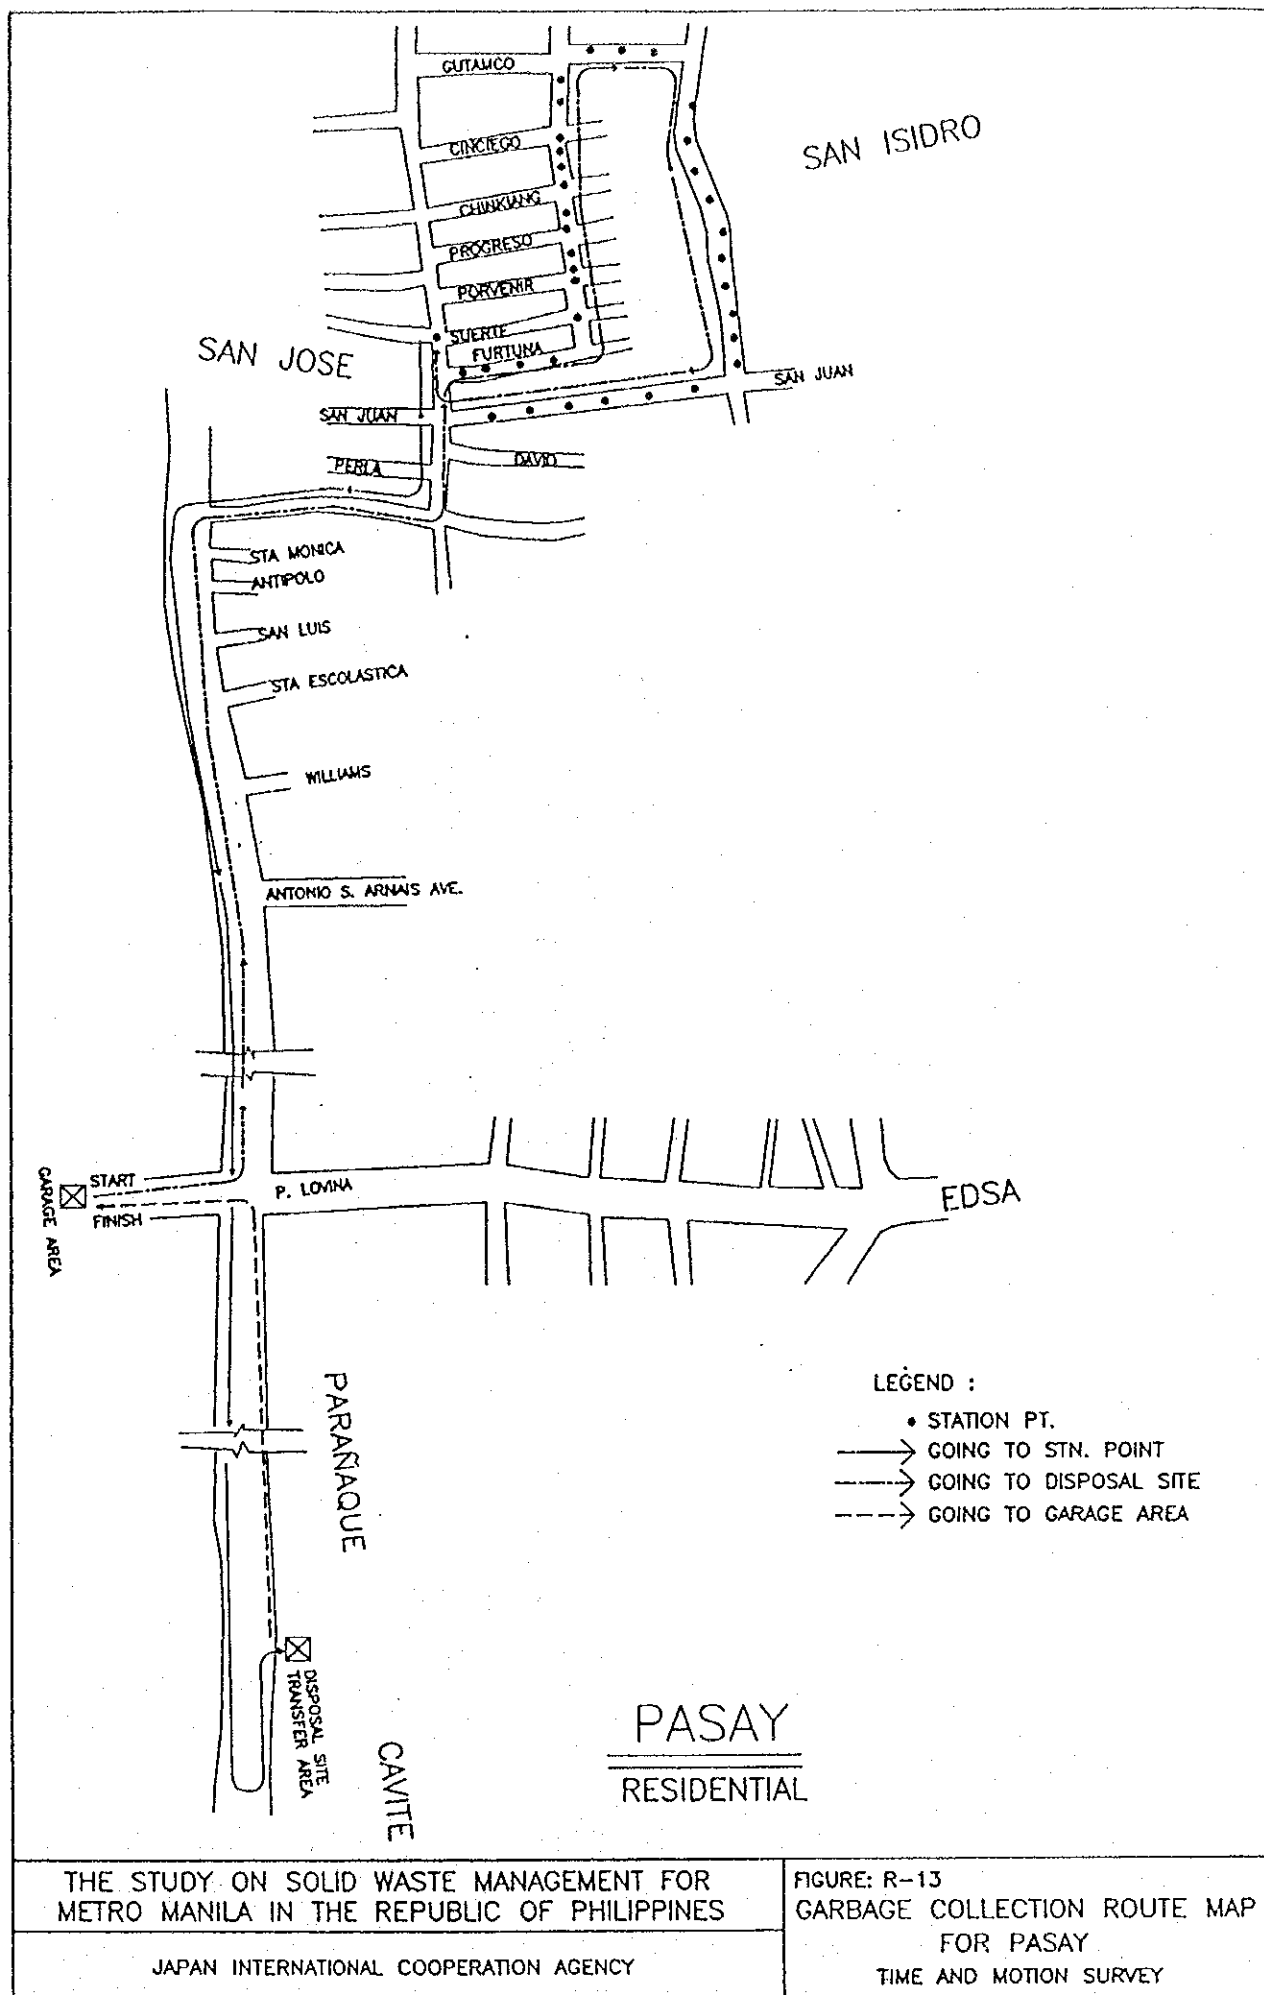 GUTAMCO
SAN ISIDRO
CINCIEGO
CHINKIANG
PROGRESO
PORVENIR
SUERTE
FURTUNA
SAN JOSE
SAN JUAN
SAN JUAN
PERLA
DAVID
STA MONICA
ANTIPOLO
SAN LUIS
STA ESCOLASTICA
WILLIAMS
ANTONIO S. ARNAIS AVE.
GARAGE AREA
START
FINISH
P. LOVINA
EDSA
PARAÑAQUE
LEGEND :
STATION PT.
GOING TO STN. POINT
GOING TO DISPOSAL SITE
GOING TO GARAGE AREA
DISPOSAL SITE
TRANSFER AREA
CAVITE
PASAY
RESIDENTIAL
THE STUDY ON SOLID WASTE MANAGEMENT FOR
METRO MANILA IN THE REPUBLIC OF PHILIPPINES
JAPAN INTERNATIONAL COOPERATION AGENCY
FIGURE: R-13
GARBAGE COLLECTION ROUTE MAP
FOR PASAY
TIME AND MOTION SURVEY